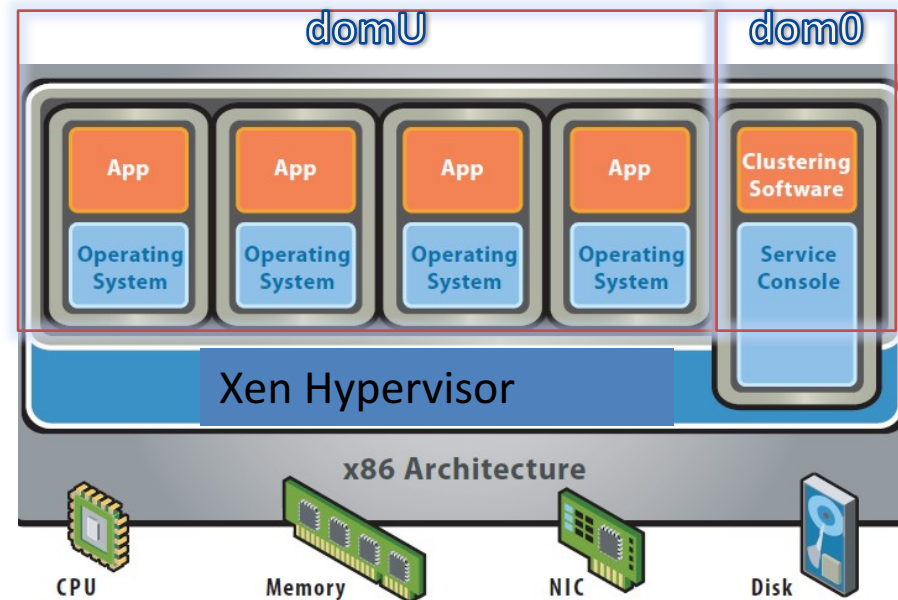 domU dom0
App App App App Clustering
Software
Operating Operating Operating Operating Service
System System System System Console
Xen Hypervisor
x86 Architecture
CPU Memory NIC Disk